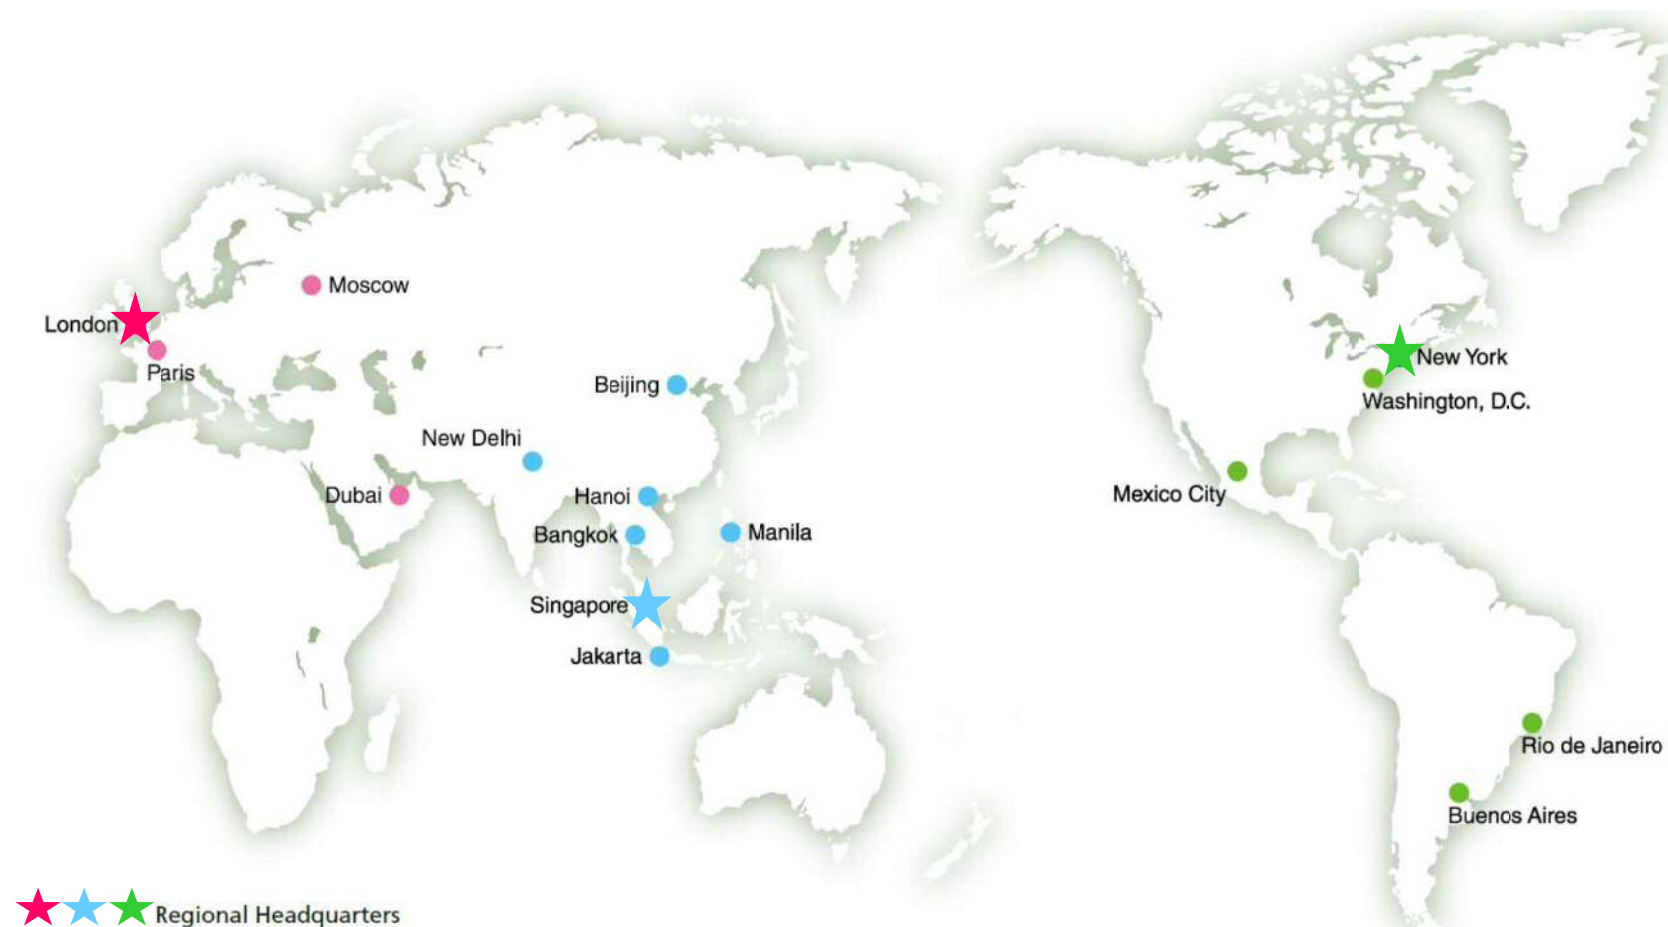 Moscow
London
Paris
Beijing
New Delhi
Dubai
Hanoi
Bangkok
Manila
Singapore
Jakarta
New York
Washington, D.C.
Mexico City
Rio de Janeiro
Buenos Aires
Regional Headquarters